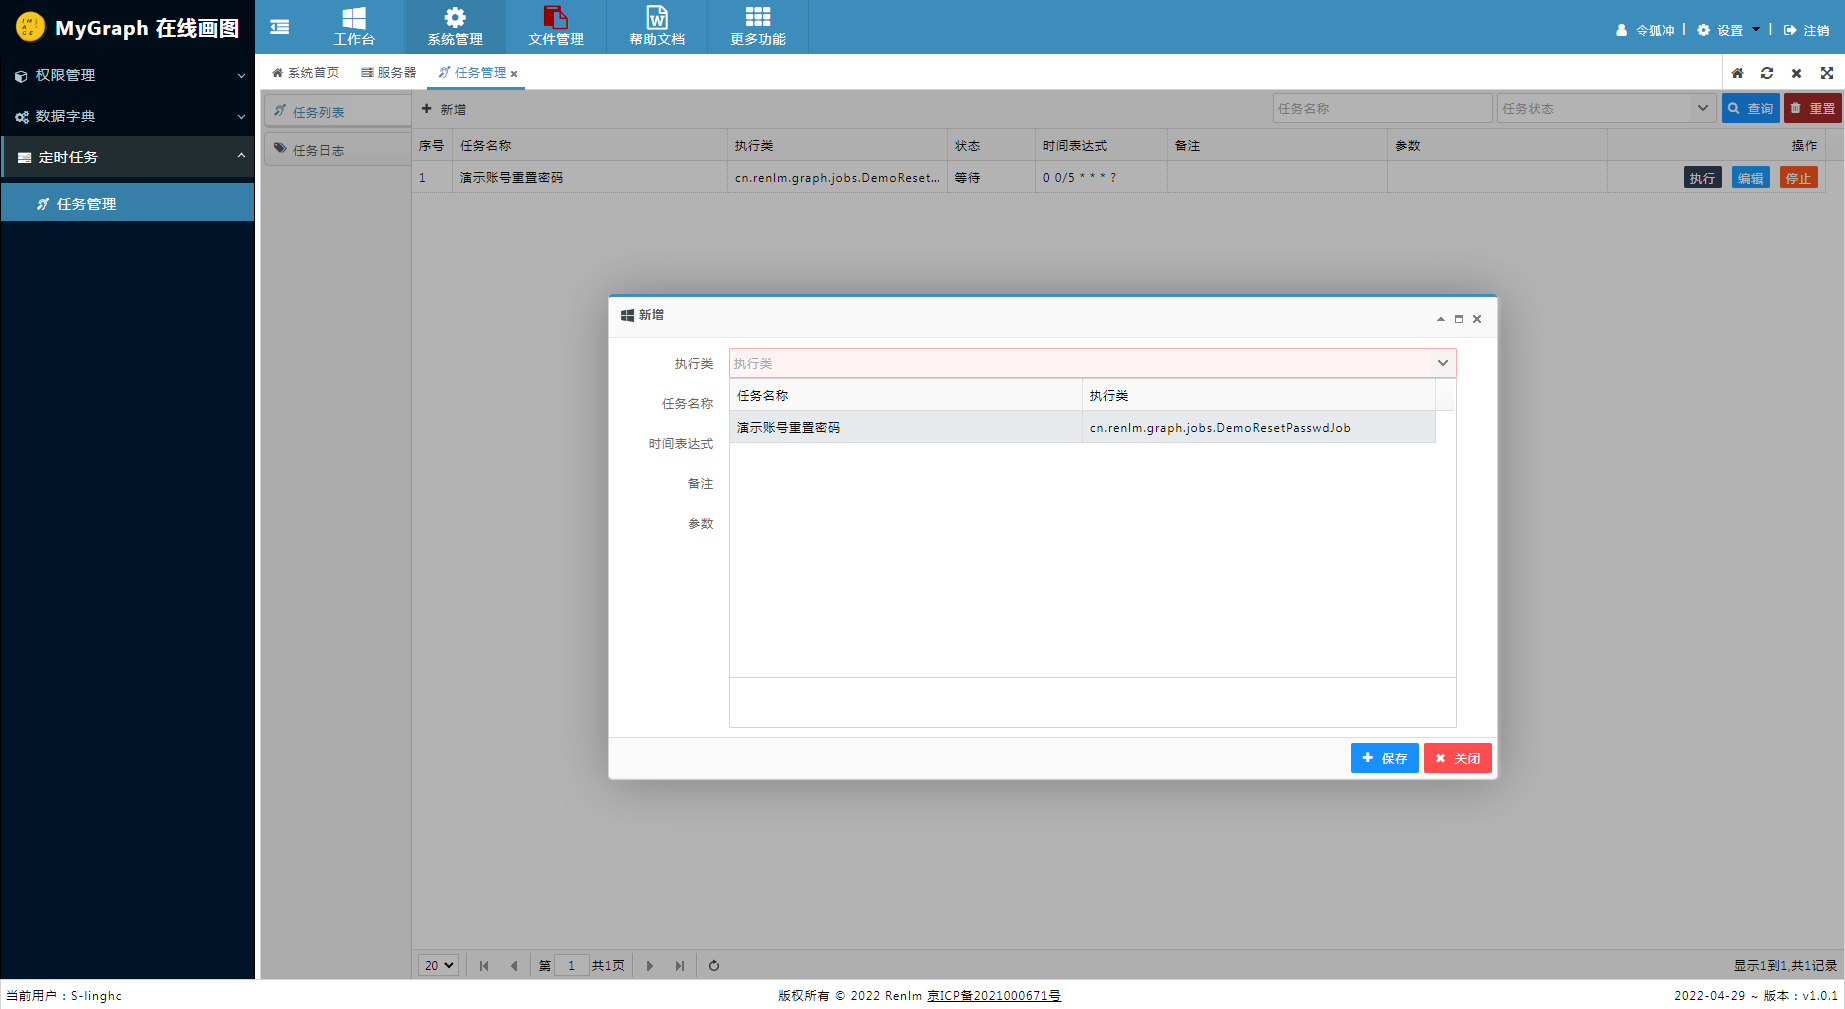 MyGraph 在线画图
工作台
系统管理
文件管理
帮助文档
更多功能
令狐冲
设置
注销
权限管理
数据字典
定时任务
任务管理
系统首页
服务器
任务管理
任务列表
任务日志
新增
任务名称
任务状态
查询
重置
序号 任务名称 执行类 状态 时间表达式 备注 参数 操作
1 演示账号重置密码 cn.renlm.graph.jobs.DemoReset... 等待 0 0/5 * * * ? 执行 编辑 停止
新增
执行类 执行类
任务名称
时间表达式
备注
参数
任务名称 执行类
演示账号重置密码 cn.renlm.graph.jobs.DemoResetPasswdJob
保存
关闭
20 第 1 共1页
显示1到1,共1记录
当前用户：S-linghc
版权所有 © 2022 Renlm 京ICP备2021000671号
2022-04-29 ~ 版本：v1.0.1